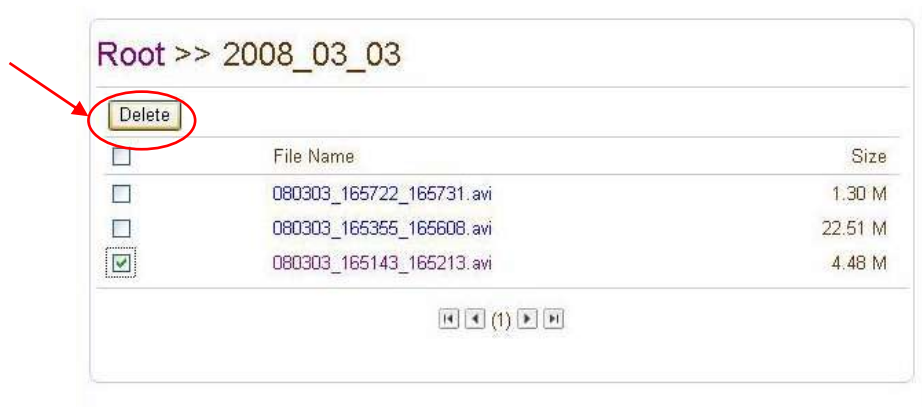 Root >> 2008_03_03
Delete
File Name Size
080303_165722_165731.avi 1.30 M
080303_165355_165608.avi 22.51 M
080303_165143_165213.avi 4.48 M
(1)